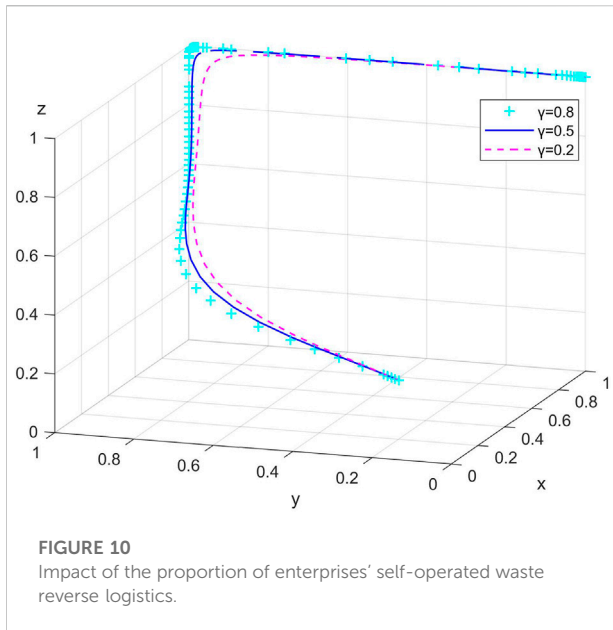 z
1
0.8
0.6
0.4
0.2
0
1
0.8
0.6
0.4
0.2
0
y
0
0.2
0.4
0.6
0.8
1
x
γ=0.8
γ=0.5
γ=0.2
FIGURE 10
Impact of the proportion of enterprises’ self-operated waste
reverse logistics.